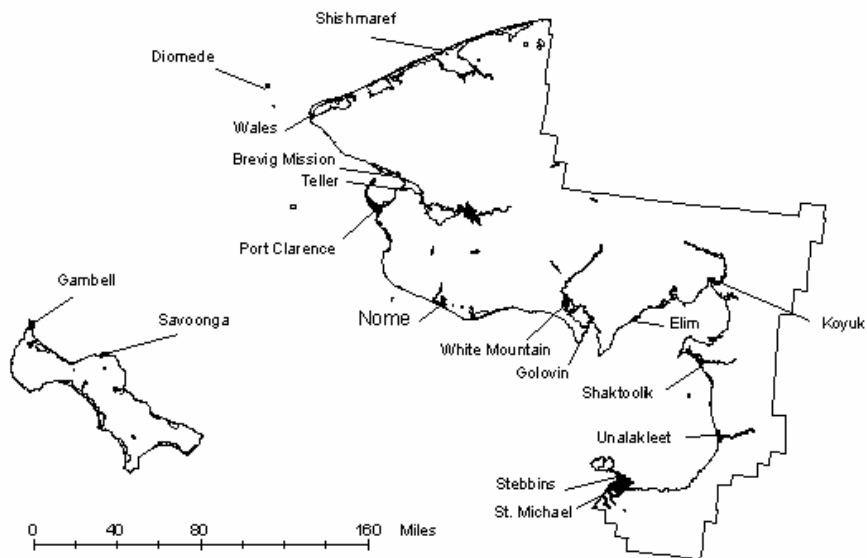 Shishmaref
Diomede
Wales
Brevig Mission
Teller
Port Clarence
Gambell
Savoonga
Nome
White Mountain
Golovin
Elim
Koyuk
Shaktoolik
Unalakleet
Stebbins
St. Michael
0 40 80 160 Miles